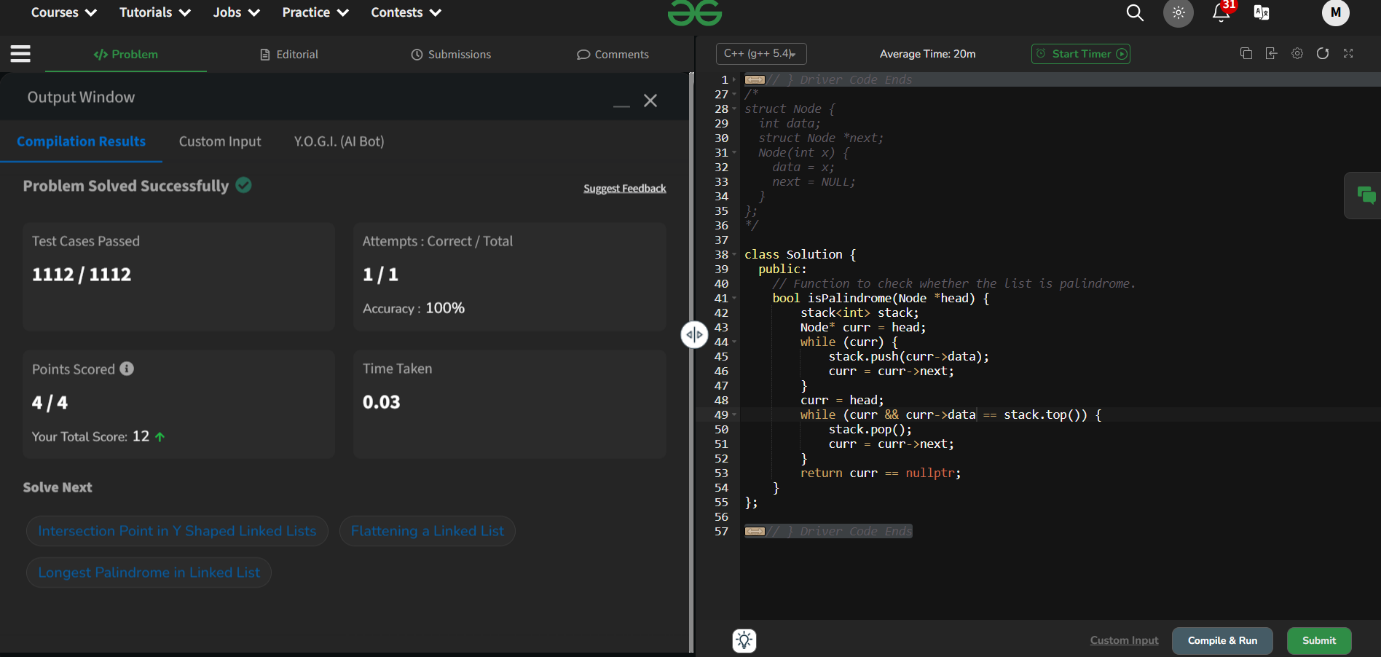 Courses Tutorials Jobs Practice Contests 31 M
Problem Editorial Submissions Comments
Output Window
Compilation Results Custom Input Y.O.G.I. (AI Bot)
Problem Solved Successfully Suggest Feedback
Test Cases Passed
1112 / 1112
Attempts : Correct / Total
1 / 1
Accuracy : 100%
Points Scored
4 / 4
Your Total Score: 12
Time Taken
0.03
Solve Next
Intersection Point in Y Shaped Linked Lists Flattening a Linked List
Longest Palindrome in Linked List
C++ (g++ 5.4) Average Time: 20m Start Timer
1 // } Driver Code Ends
27 /*
28 struct Node {
29 int data;
30 struct Node *next;
31 Node(int x) {
32 data = x;
33 next = NULL;
34 }
35 };
36 */
37
38 class Solution {
39 public:
40 // Function to check whether the list is palindrome.
41 bool isPalindrome(Node *head) {
42 stack<int> stack;
43 Node* curr = head;
44 while (curr) {
45 stack.push(curr->data);
46 curr = curr->next;
47 }
48 curr = head;
49 while (curr && curr->data == stack.top()) {
50 stack.pop();
51 curr = curr->next;
52 }
53 return curr == nullptr;
54 }
55 };
56
57 // } Driver Code Ends
Custom Input Compile & Run Submit